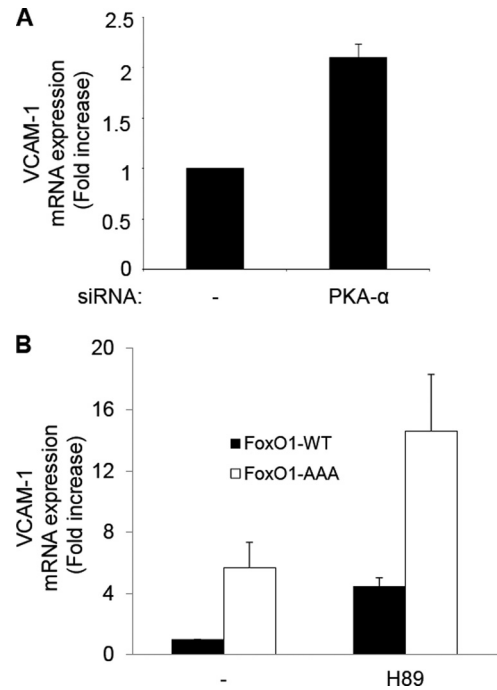 A
VCAM-1
mRNA expression
(Fold increase)
2.5
2
1.5
1
0.5
0
siRNA: - PKA-α
B
VCAM-1
mRNA expression
(Fold increase)
20
16
12
8
4
0
FoxO1-WT
FoxO1-AAA
- H89